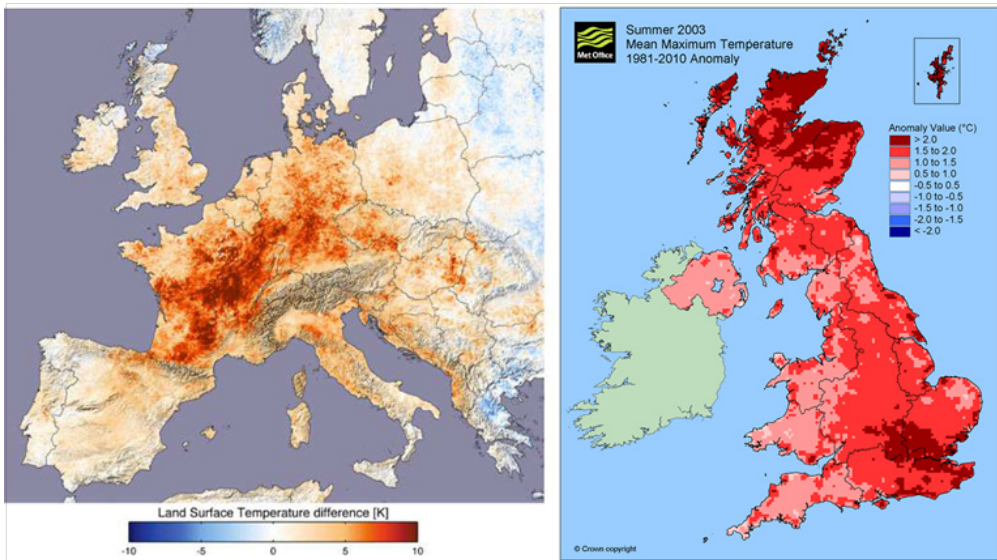 Land Surface Temperature difference [K]
-10
-5
0
5
10
Met Office
Summer 2003
Mean Maximum Temperature
1981-2010 Anomaly
Anomaly Value (°C)
> 2.0
1.5 to 2.0
1.0 to 1.5
0.5 to 1.0
-0.5 to 0.5
-1.0 to -0.5
-1.5 to -1.0
-2.0 to -1.5
< -2.0
© Crown copyright